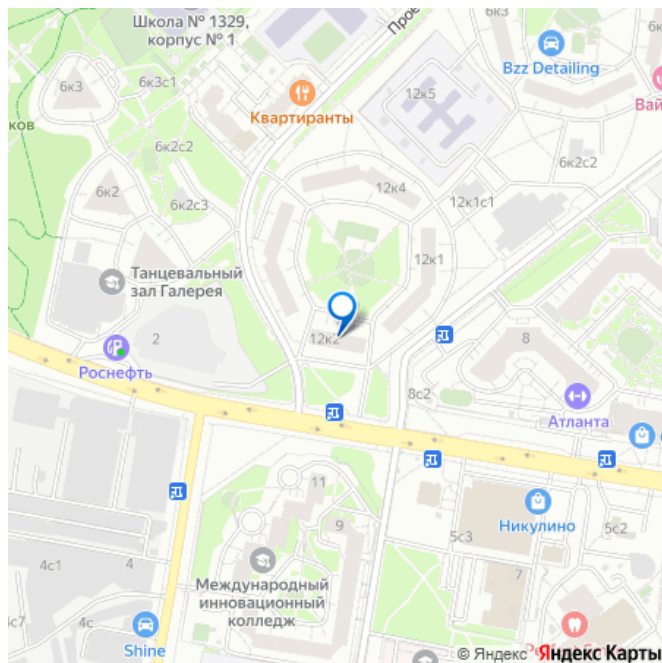 Школа № 1329,
корпус № 1
Прое
6к3
6к3с1
6к3
Bzz Detailing
Квартиранты
12к5
Вай
ков
6к2с2
6к2с2
6к2
6к2с3
12к4
12к1с1
12к1
Танцевальный
зал Галерея
2
12к2
8
Роснефть
8с2
Атланта
11
9
5с3
Никулино
5с2
4с1
4
7
Международный
инновационный
колледж
4с7
4с
Shine
© Яндекс
Яндекс Карты